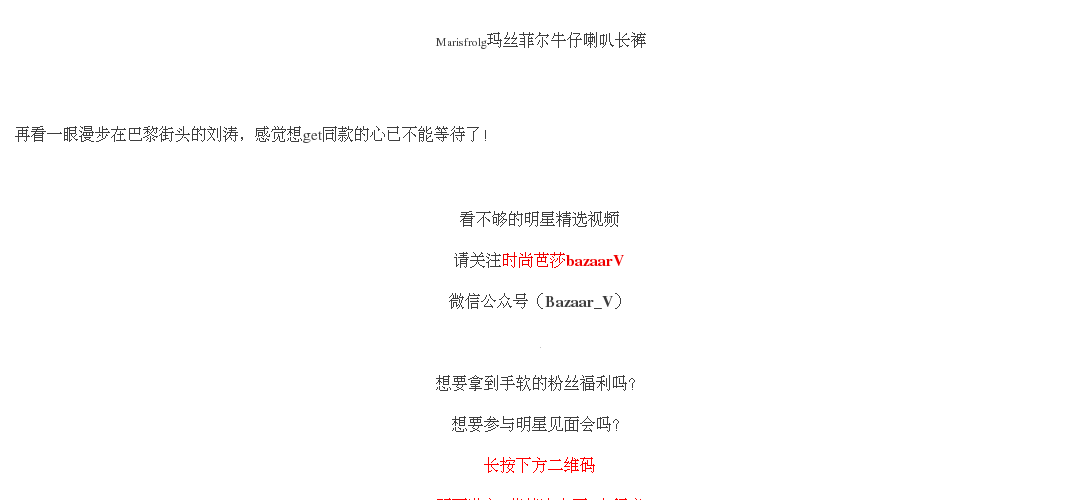 Marisfrolg玛丝菲尔牛仔喇叭长裤
再看一眼漫步在巴黎街头的刘涛，感觉想get同款的心已不能等待了！
看不够的明星精选视频
请关注时尚芭莎bazaarV
微信公众号（Bazaar_V）
想要拿到手软的粉丝福利吗？
想要参与明星见面会吗？
长按下方二维码